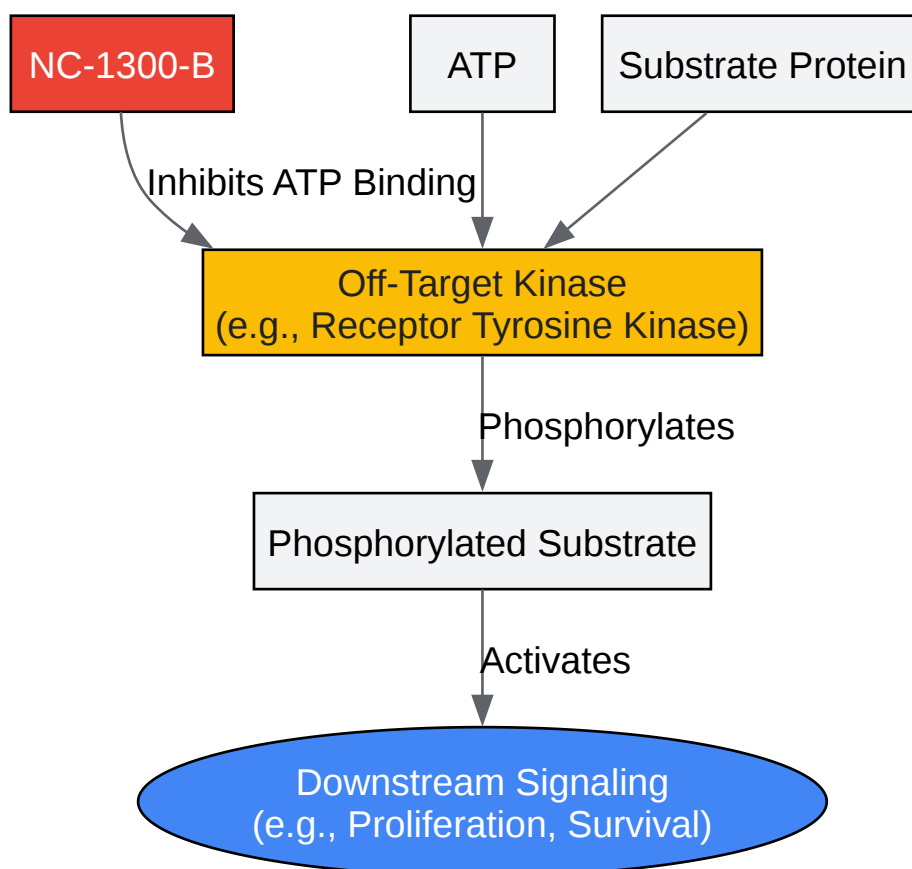 NC-1300-B
ATP
Substrate Protein
Inhibits ATP Binding
Off-Target Kinase
(e.g., Receptor Tyrosine Kinase)
Phosphorylates
Phosphorylated Substrate
Activates
Downstream Signaling
(e.g., Proliferation, Survival)